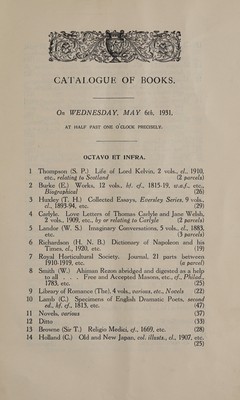 CATALOGUE OF BOOKS.
On WEDNESDAY, MAY 6th, 1931,
AT HALF PAST ONE O'CLOCK PRECISELY.
OCTAVO ET INFRA.
1 Thompson (S. P.) Life of Lord Kelvin, 2 vols., cl., 1910,
etc., relating to Scotland (2 parcels)
2 Burke (E.) Works, 12 vols., hf. cf., 1815-19, w.a.f., etc.,
Biographical (26)
3 Huxley (T. H.) Collected Essays, Eversley Series, 9 vols.,
cl., 1893-94, etc. (29)
4 Carlyle. Love Letters of Thomas Carlyle and Jane Welsh,
2 vols., 1909, etc., by or relating to Carlyle (2 parcels)
5 Landor (W. S.) Imaginary Conversations, 5 vols., cl., 1883,
etc. (3 parcels)
6 Richardson (H. N. B.) Dictionary of Napoleon and his
Times, cl., 1920, etc. (19)
7 Royal Horticultural Society. Journal, 21 parts between
1910-1919, etc. (a parcel)
8 Smith (W.) Ahiman Rezon abridged and digested as a help
to all . . . Free and Accepted Masons, etc., cf., Philad.,
1783, etc. (25)
9 Library of Romance (The), 4 vols., various, etc., Novels (22)
10 Lamb (C.) Specimens of English Dramatic Poets, second
ed., hf. cf., 1813, etc. (47)
11 Novels, various (37)
12 Ditto (33)
13 Browne (Sir T.) Religio Medici, cf., 1669, etc. (28)
14 Holland (C.) Old and New Japan, col. illusts., cl., 1907, etc.
(25)